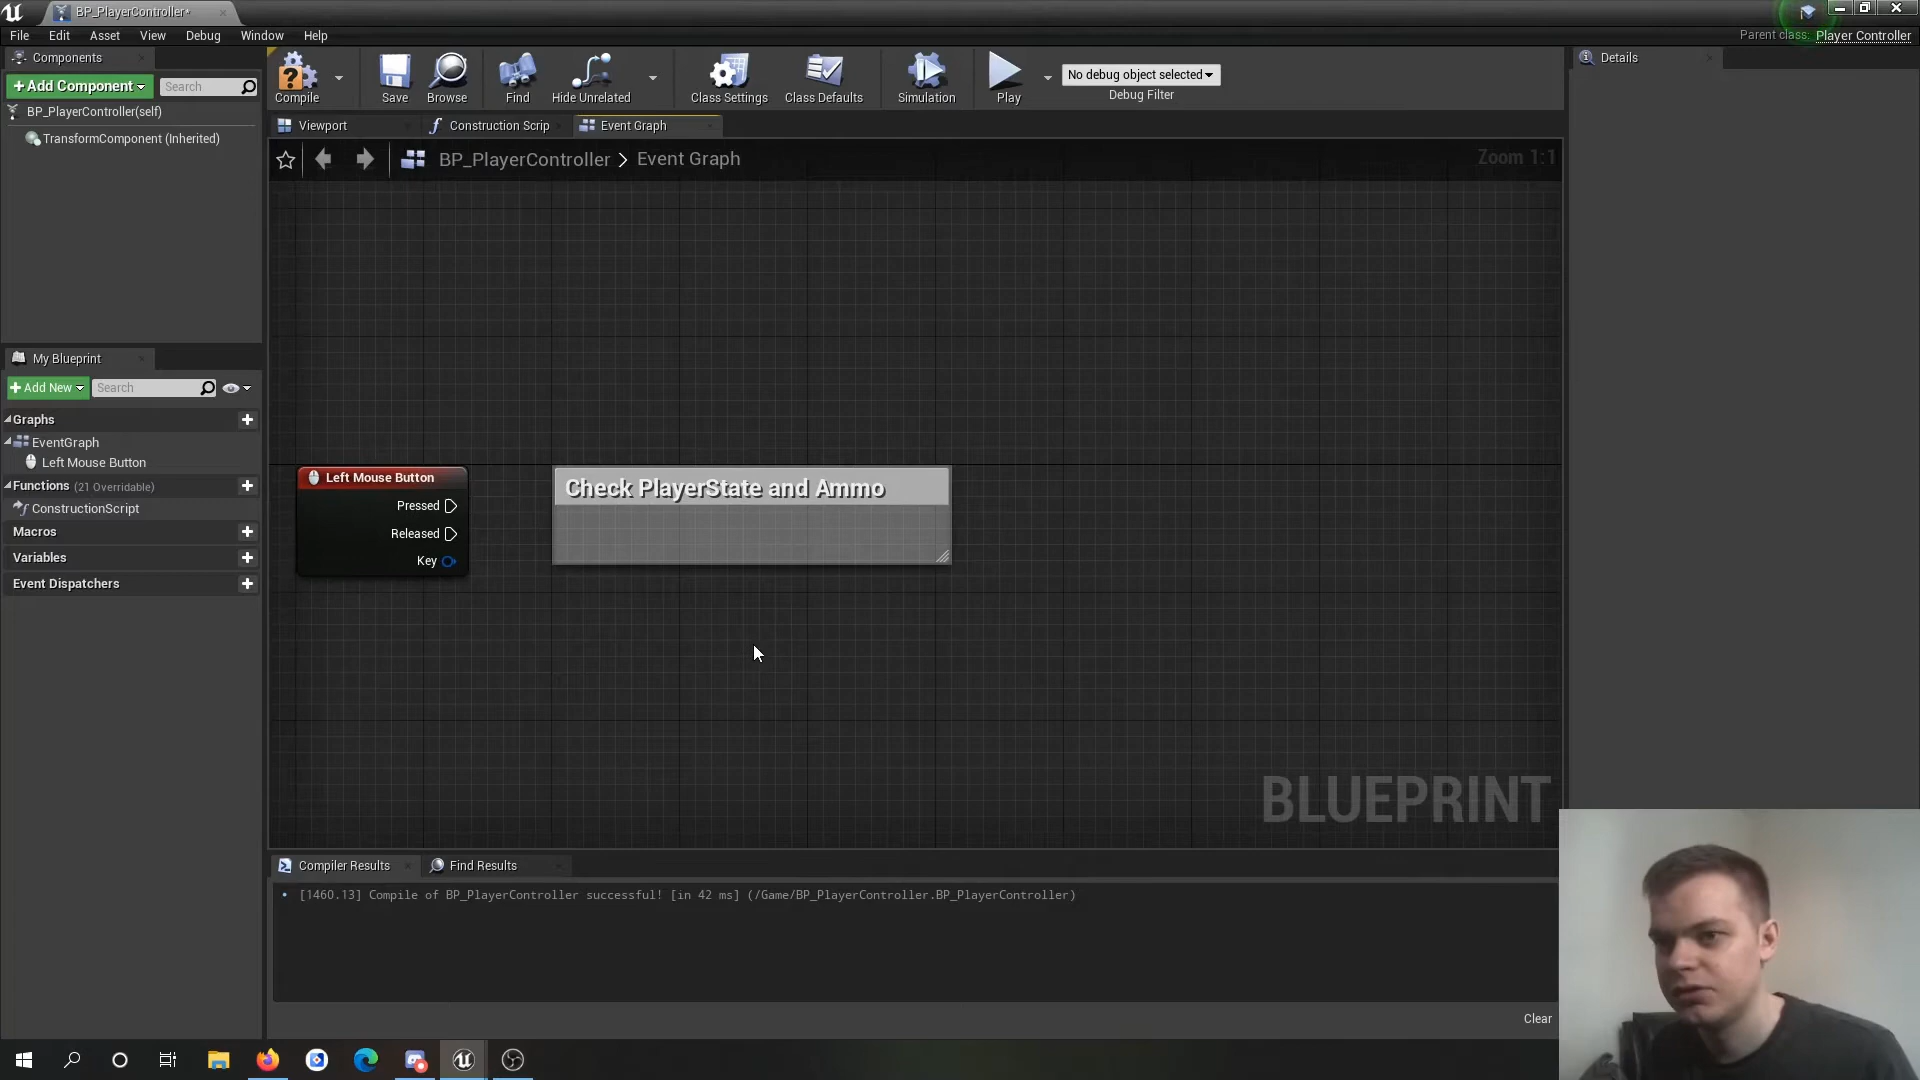 BP_PlayerController*
File Edit Asset View Debug Window Help
Parent class: Player Controller
Components
+Add Component
Search
BP_PlayerController(self)
TransformComponent (Inherited)
Compile
Save
Browse
Find
Hide Unrelated
Class Settings
Class Defaults
Simulation
Play
No debug object selected
Debug Filter
Details
Viewport
Construction Scrip
Event Graph
BP_PlayerController > Event Graph
Zoom 1:1
My Blueprint
+Add New
Search
Graphs
EventGraph
Left Mouse Button
Functions (21 Overridable)
ConstructionScript
Macros
Variables
Event Dispatchers
Left Mouse Button
Pressed
Released
Key
Check PlayerState and Ammo
BLUEPRINT
Compiler Results
Find Results
[1460.13] Compile of BP_PlayerController successful! [in 42 ms] (/Game/BP_PlayerController.BP_PlayerController)
Clear